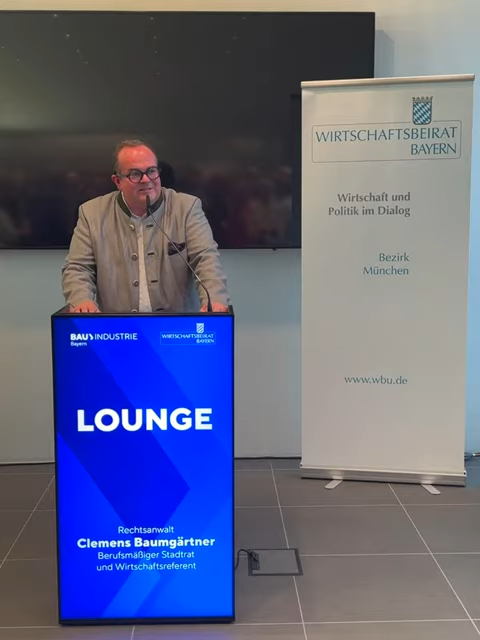 WIRTSCHAFTSBEIRAT
BAYERN
Wirtschaft und
Politik im Dialog
Bezirk
München
www.wbu.de
BAU INDUSTRIE
Bayern
WIRTSCHAFTSBEIRAT
BAYERN
LOUNGE
Rechtsanwalt
Clemens Baumgärtner
Berufsmäßiger Stadtrat
und Wirtschaftsreferent